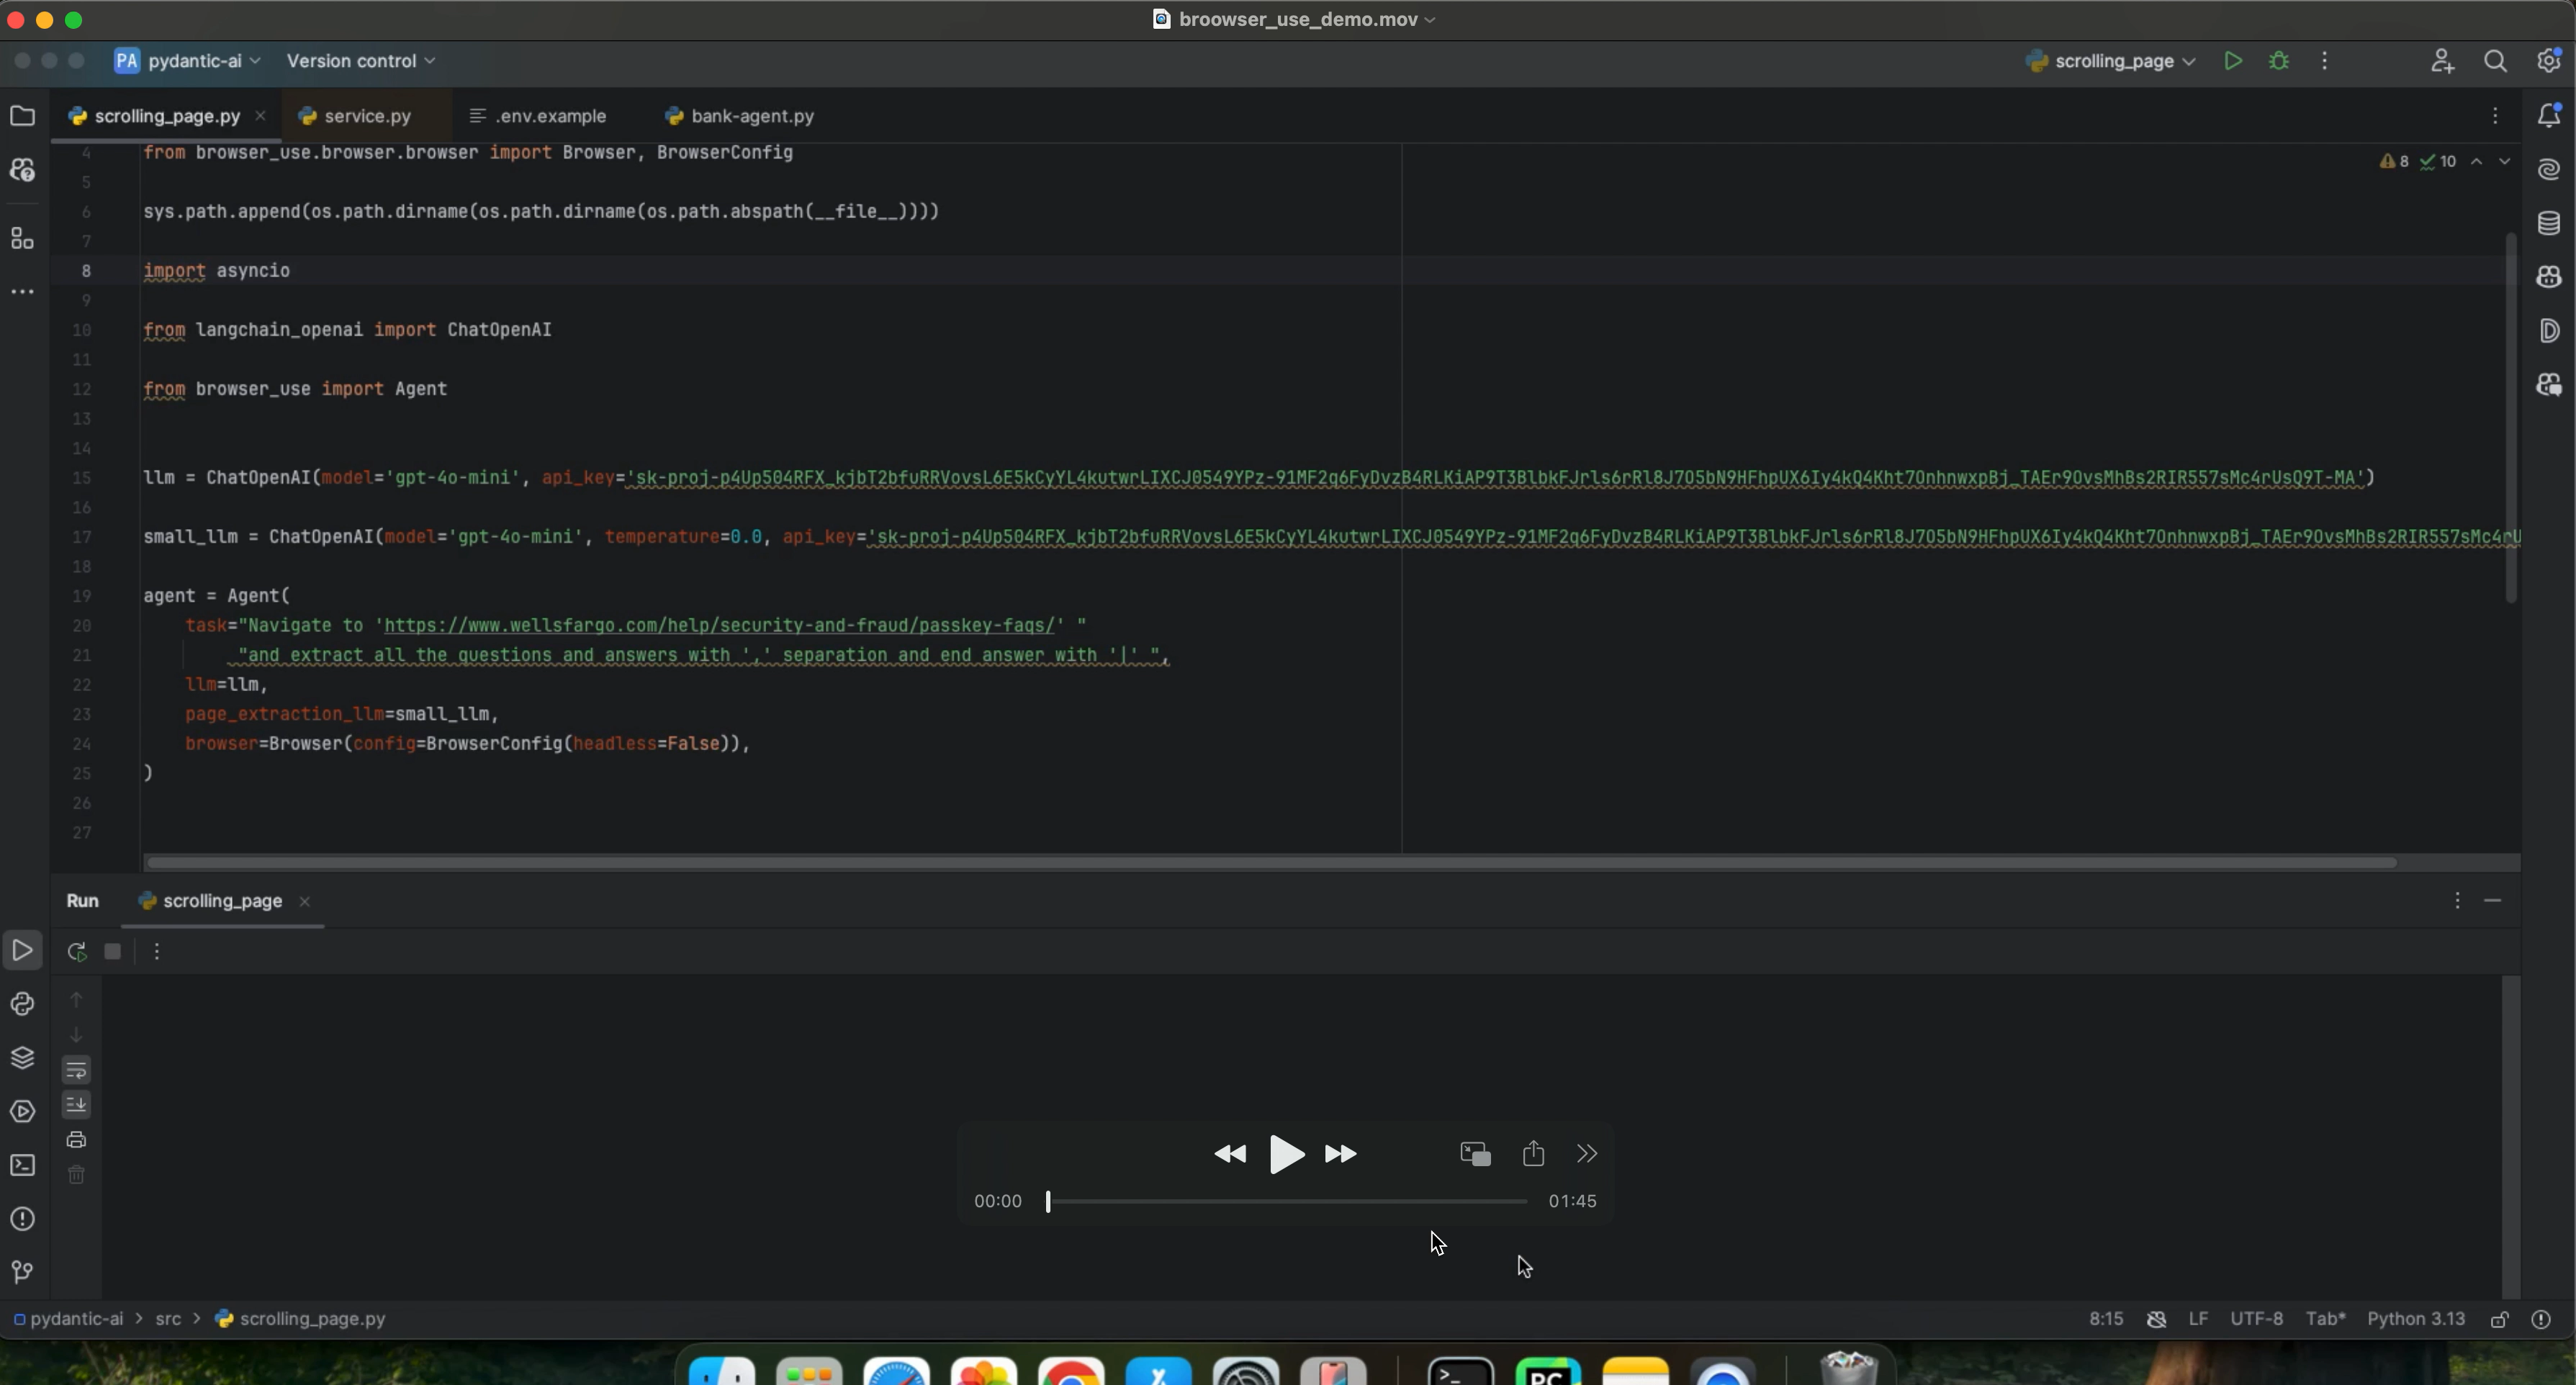 broowser_use_demo.mov
PA pydantic-ai Version control scrolling_page
scrolling_page.py service.py .env.example bank-agent.py
8 10
4 from browser_use.browser.browser import Browser, BrowserConfig
5
6 sys.path.append(os.path.dirname(os.path.dirname(os.path.abspath(__file__))))
7
8 import asyncio
9
10 from langchain_openai import ChatOpenAI
11
12 from browser_use import Agent
13
14
15 llm = ChatOpenAI(model='gpt-4o-mini', api_key=
16
17 small_llm = ChatOpenAI(model='gpt-4o-mini', temperature=0.0, api_key=
18
19 agent = Agent(
20 task="Navigate to 'https://www.wellsfargo.com/help/security-and-fraud/passkey-faqs/' "
21 "and extract all the questions and answers with ',' separation and end answer with '|' ",
22 llm=llm,
23 page_extraction_llm=small_llm,
24 browser=Browser(config=BrowserConfig(headless=False)),
25 )
26
27
Run scrolling_page
00:00 01:45
pydantic-ai > src > scrolling_page.py 8:15 LF UTF-8 Tab* Python 3.13
PC